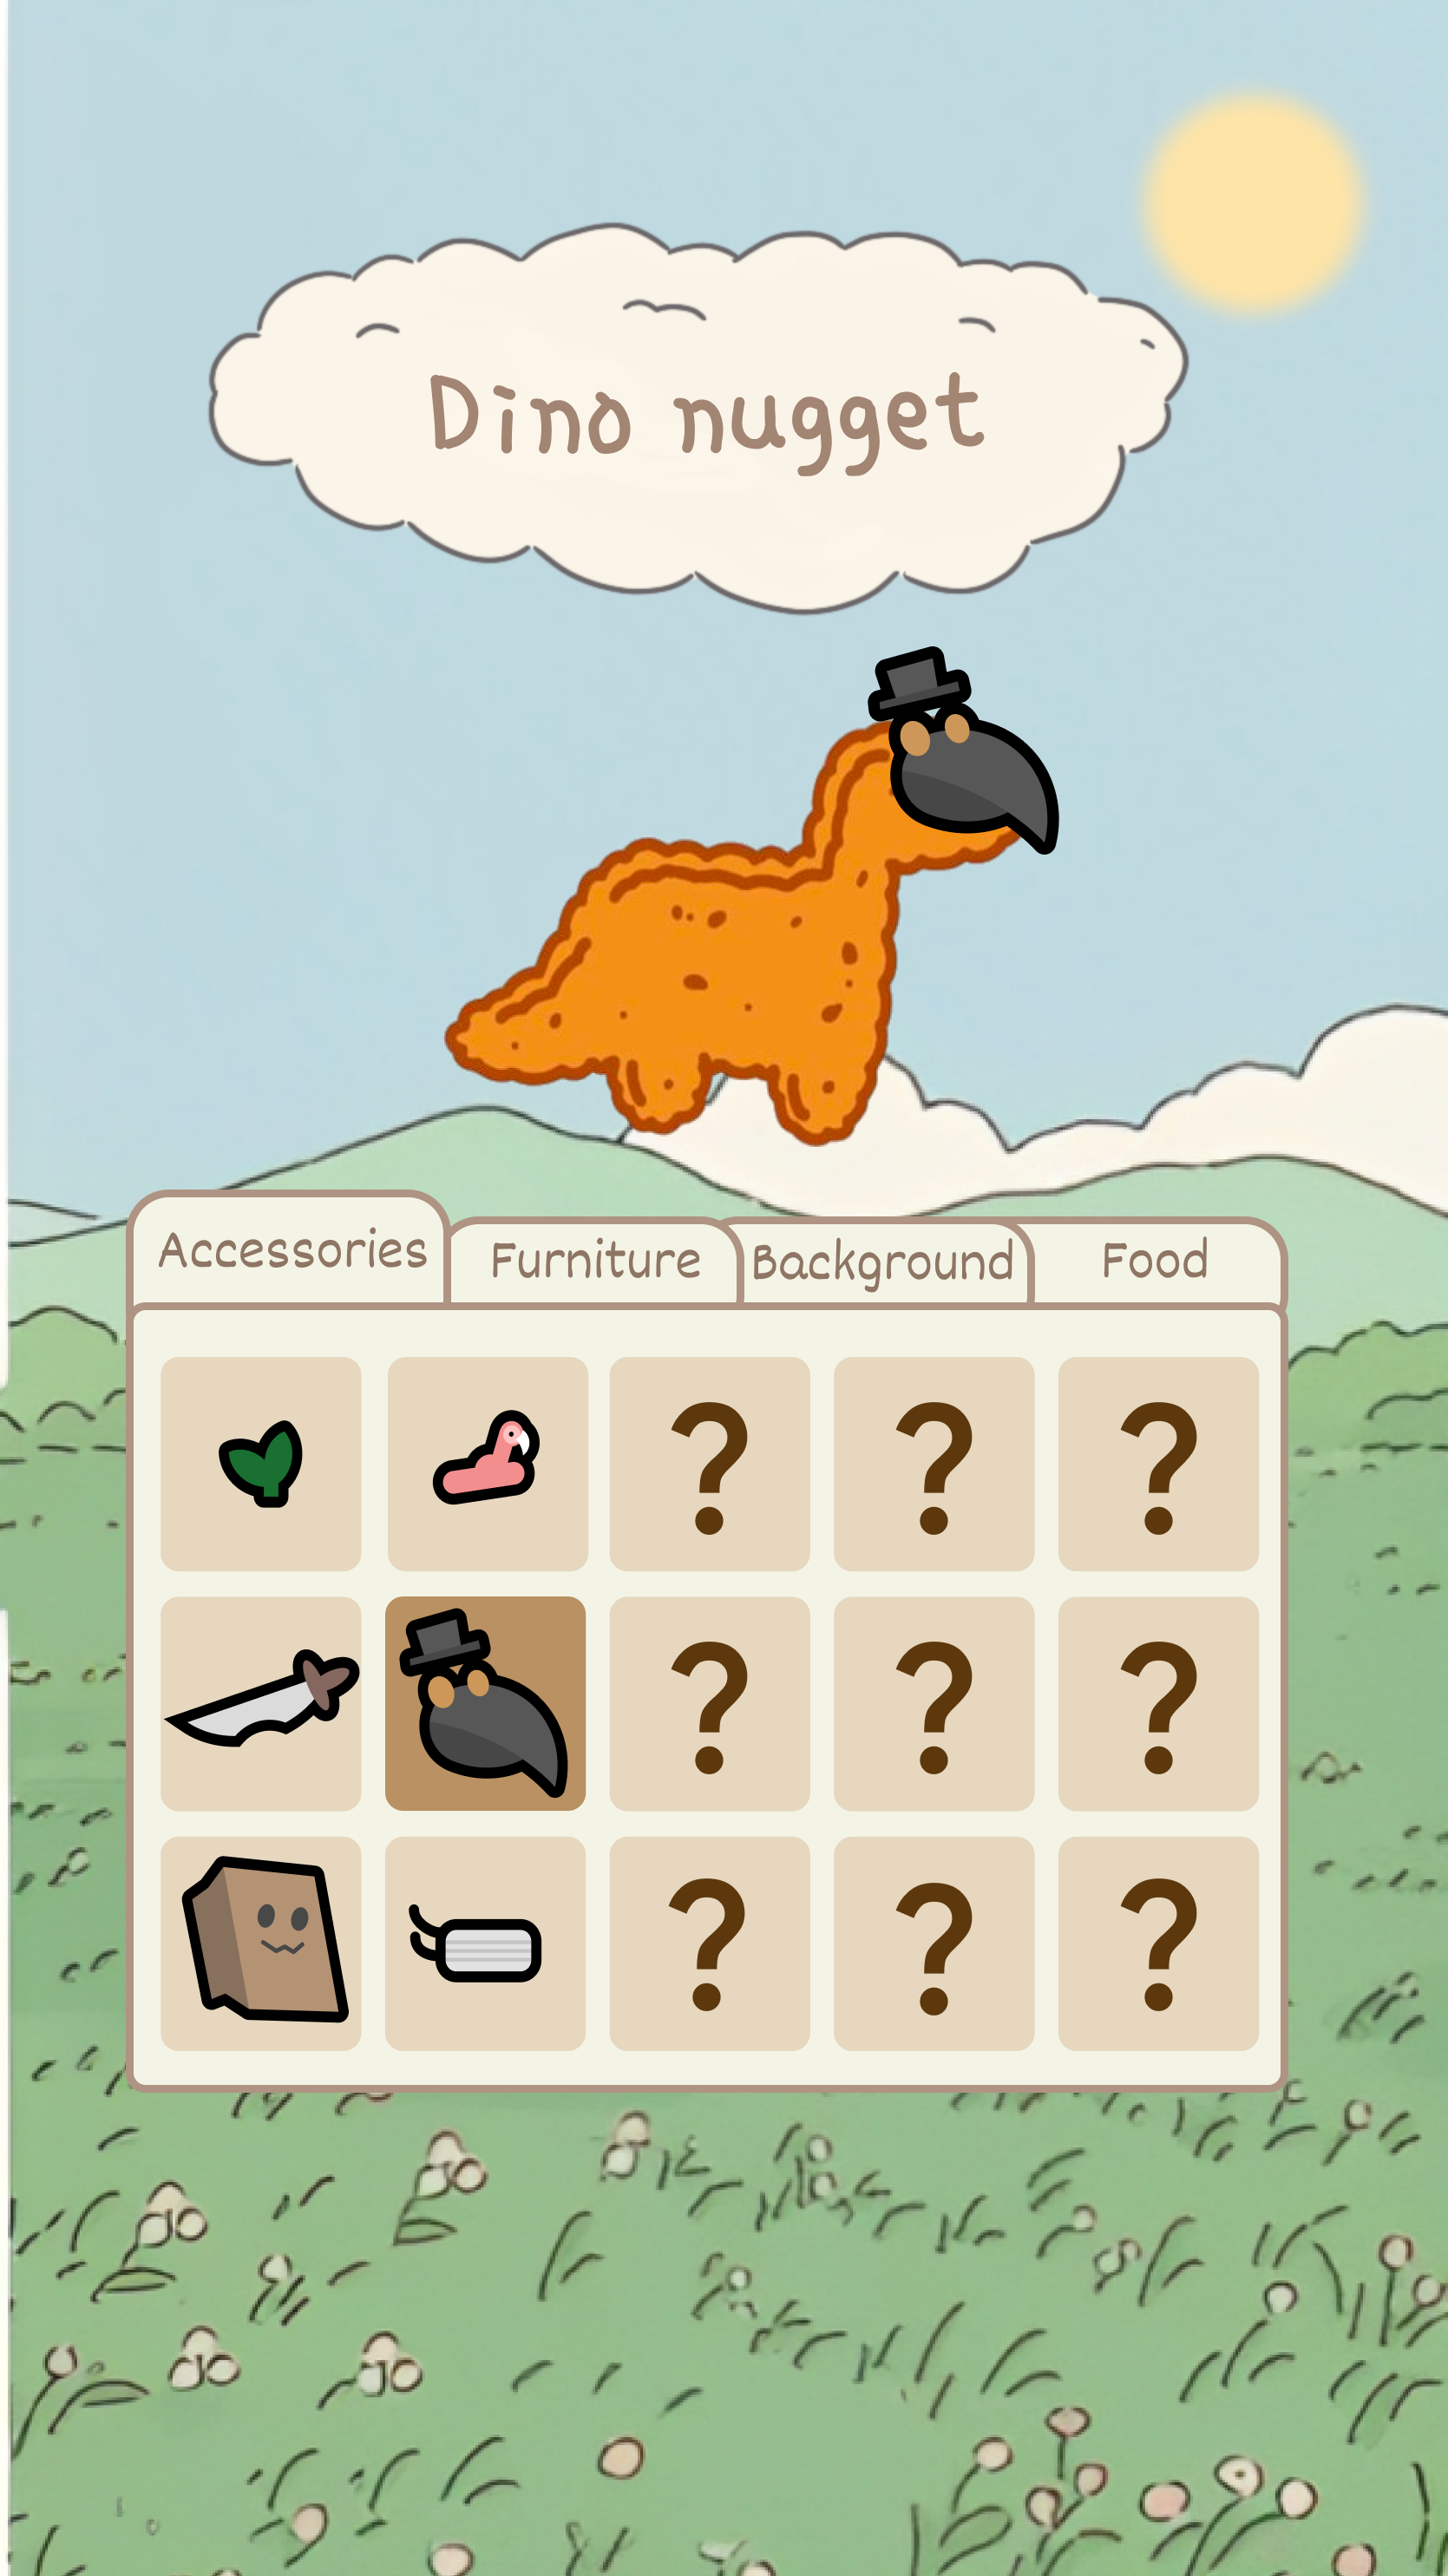 Dino nugget
Accessories
Furniture
Background
Food
? ? ?
? ? ?
? ? ?